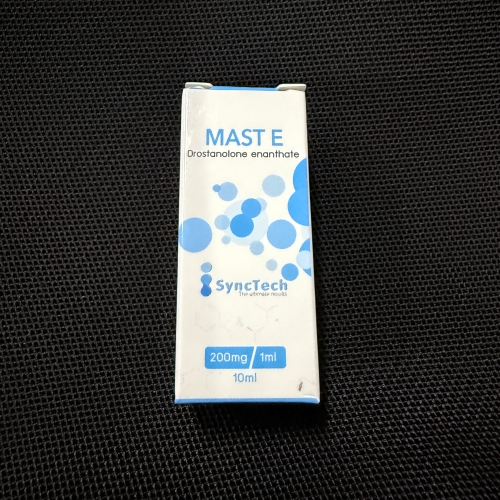 MAST E
Drostanolone enanthate
SyncTech
The ultimate results
200mg/1ml
10ml